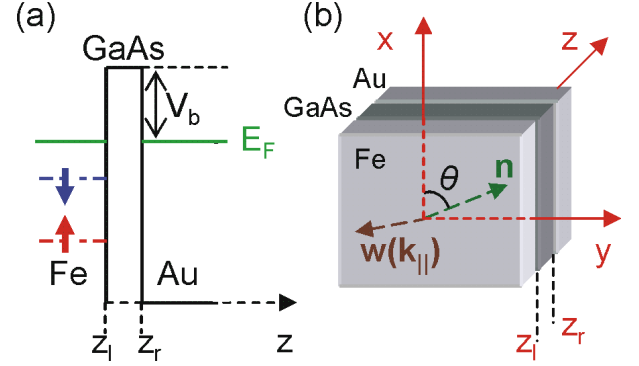 (a)
GaAs
V_b
E_F
Fe
Au
z_l
z_r
z
(b)
x
z
Au
GaAs
Fe
θ
n
w(k_||)
y
z_l
z_r